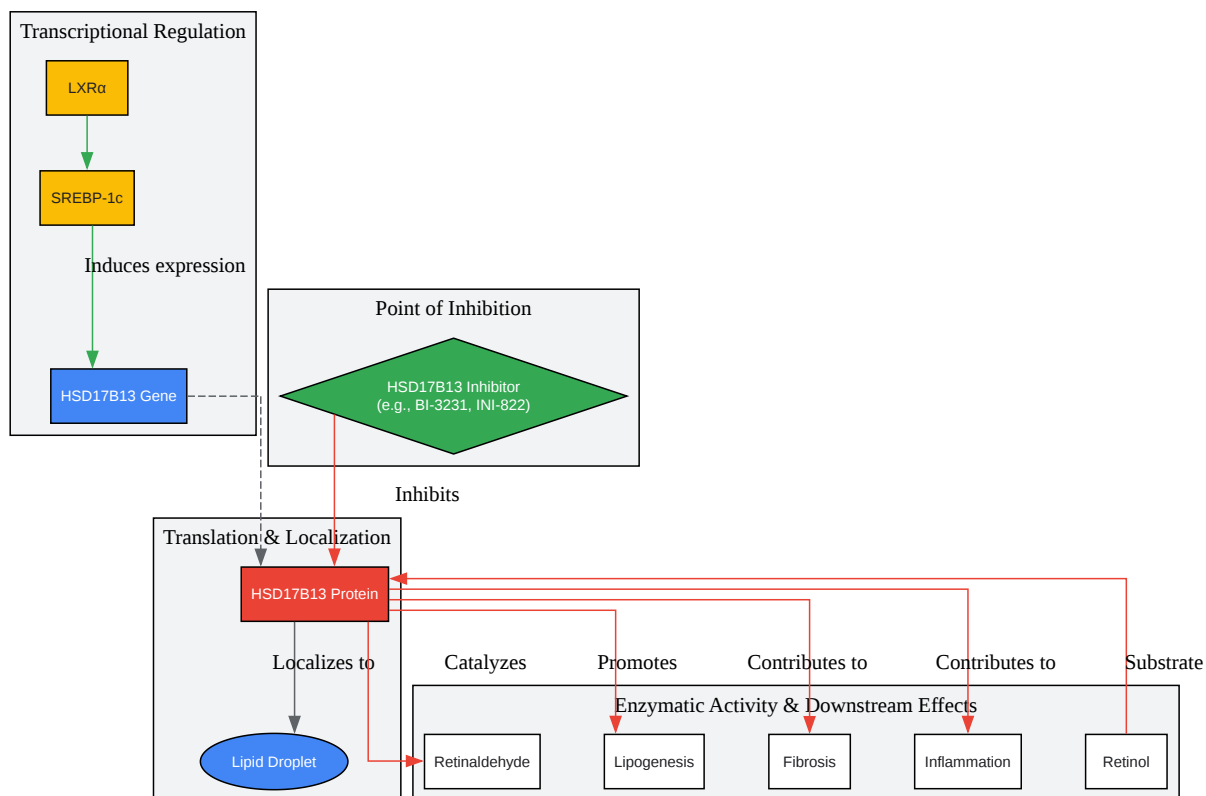 Transcriptional Regulation
LXRα
SREBP-1c
Induces expression
HSD17B13 Gene
Point of Inhibition
HSD17B13 Inhibitor
(e.g., BI-3231, INI-822)
Inhibits
Translation & Localization
HSD17B13 Protein
Localizes to
Catalyzes
Promotes
Contributes to
Contributes to
Substrate
Enzymatic Activity & Downstream Effects
Lipid Droplet
Retinaldehyde
Lipogenesis
Fibrosis
Inflammation
Retinol